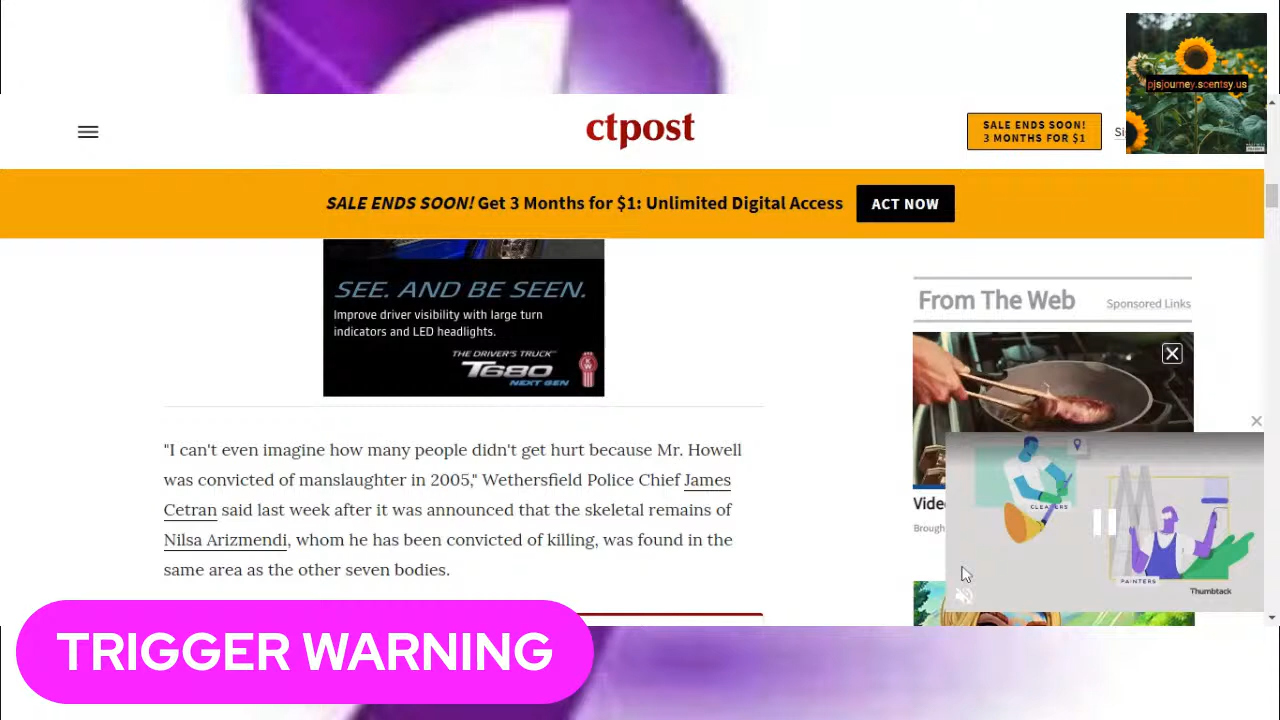 pjsjourney.scentsy.us
ctpost
SALE ENDS SOON!
3 MONTHS FOR $1
SALE ENDS SOON! Get 3 Months for $1: Unlimited Digital Access
ACT NOW
SEE. AND BE SEEN.
Improve driver visibility with large turn
indicators and LED headlights.
THE DRIVER'S TRUCK™
T680
NEXT GEN
From The Web
Sponsored Links
"I can't even imagine how many people didn't get hurt because Mr. Howell
was convicted of manslaughter in 2005," Wethersfield Police Chief James
Cetran said last week after it was announced that the skeletal remains of
Nilsa Arizmendi, whom he has been convicted of killing, was found in the
same area as the other seven bodies.
CLEANERS
PAINTERS
Thumbtack
TRIGGER WARNING